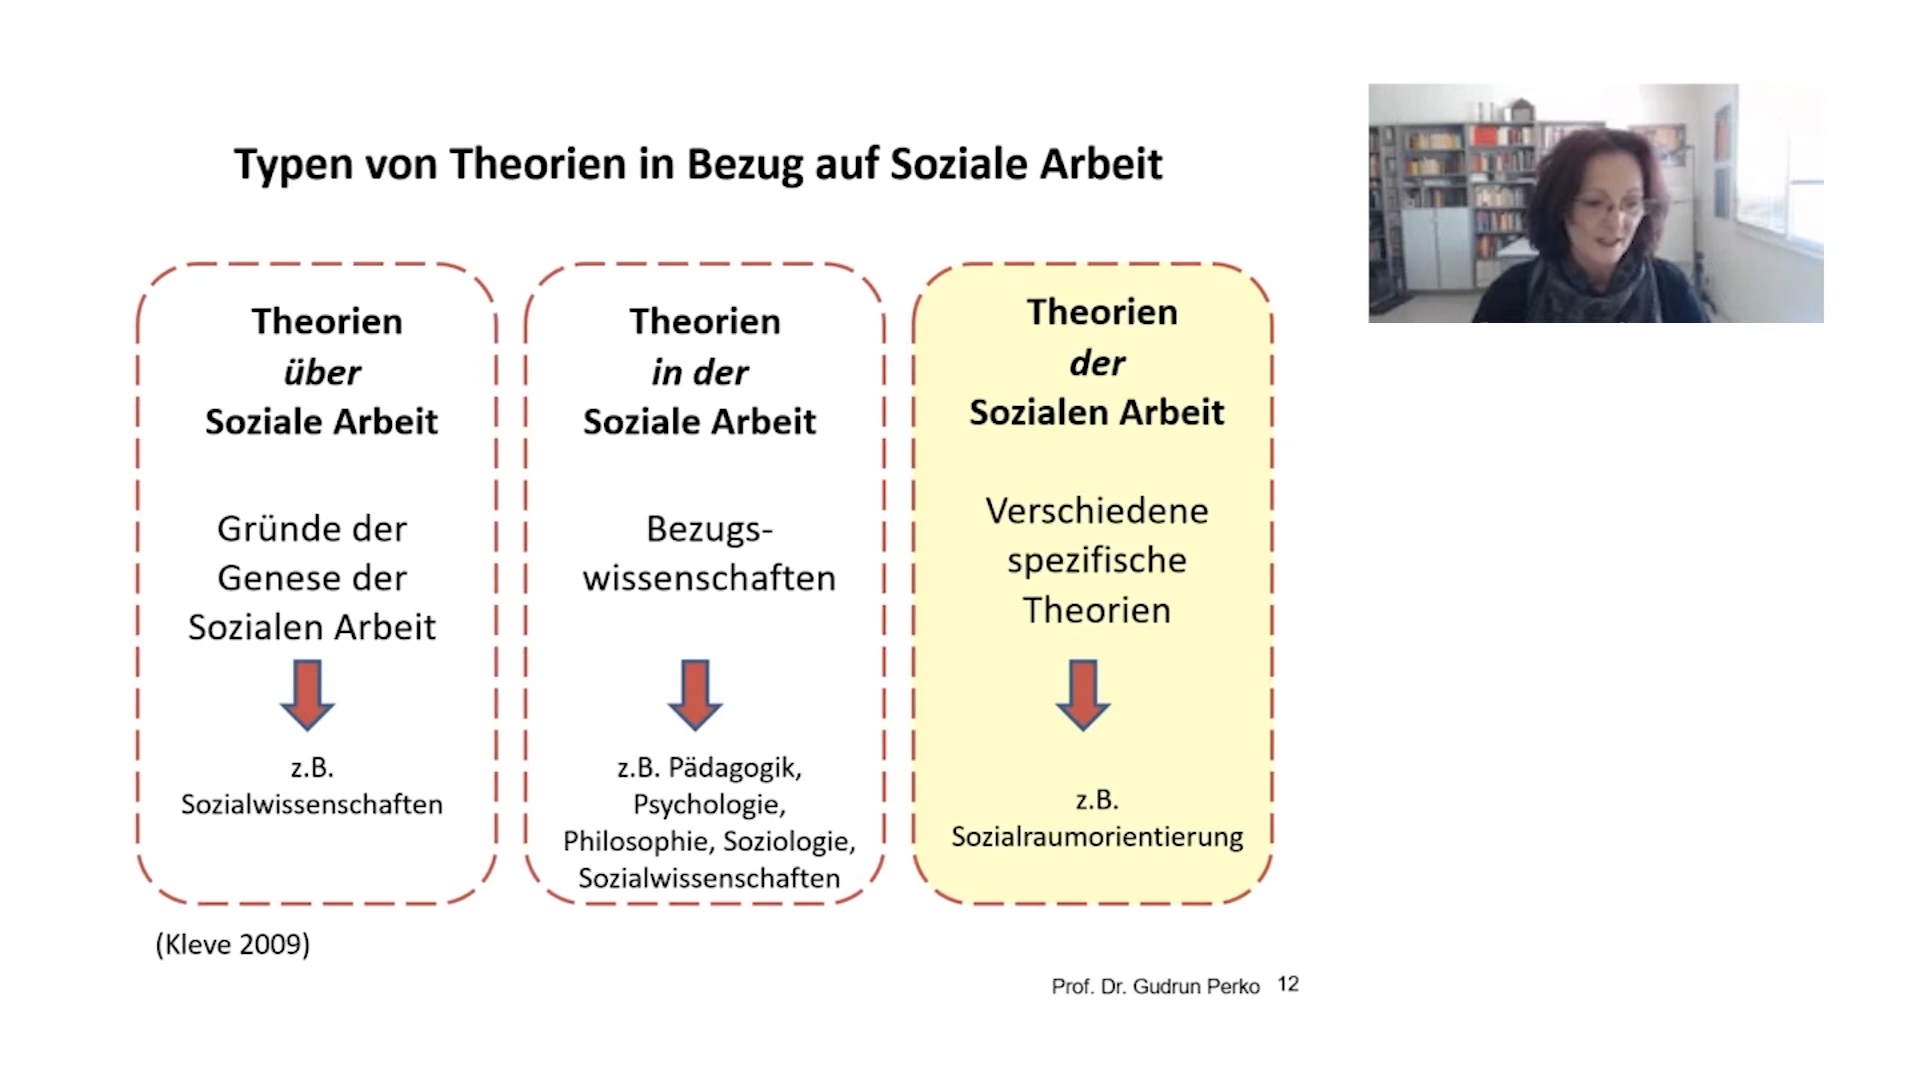 Typen von Theorien in Bezug auf Soziale Arbeit
Theorien
über
Soziale Arbeit
Gründe der
Genese der
Sozialen Arbeit
z.B.
Sozialwissenschaften
Theorien
in der
Soziale Arbeit
Bezugs-
wissenschaften
z.B. Pädagogik,
Psychologie,
Philosophie, Soziologie,
Sozialwissenschaften
Theorien
der
Sozialen Arbeit
Verschiedene
spezifische
Theorien
z.B.
Sozialraumorientierung
(Kleve 2009)
Prof. Dr. Gudrun Perko 12